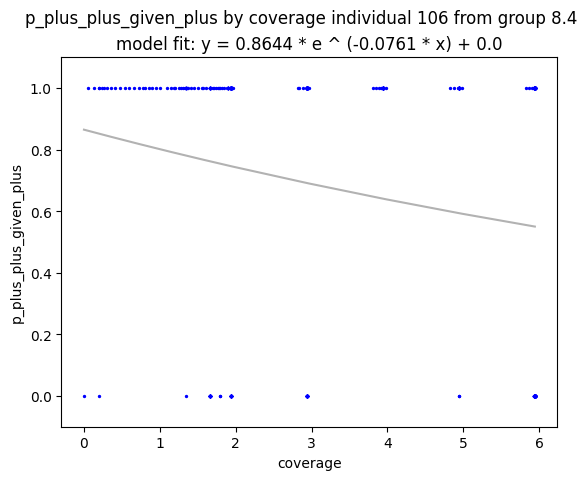 p_plus_plus_given_plus by coverage individual 106 from group 8.4
model fit: y = 0.8644 * e ^ (-0.0761 * x) + 0.0
1.0
0.8
0.6
0.4
0.2
0.0
p_plus_plus_given_plus
0 1 2 3 4 5 6
coverage